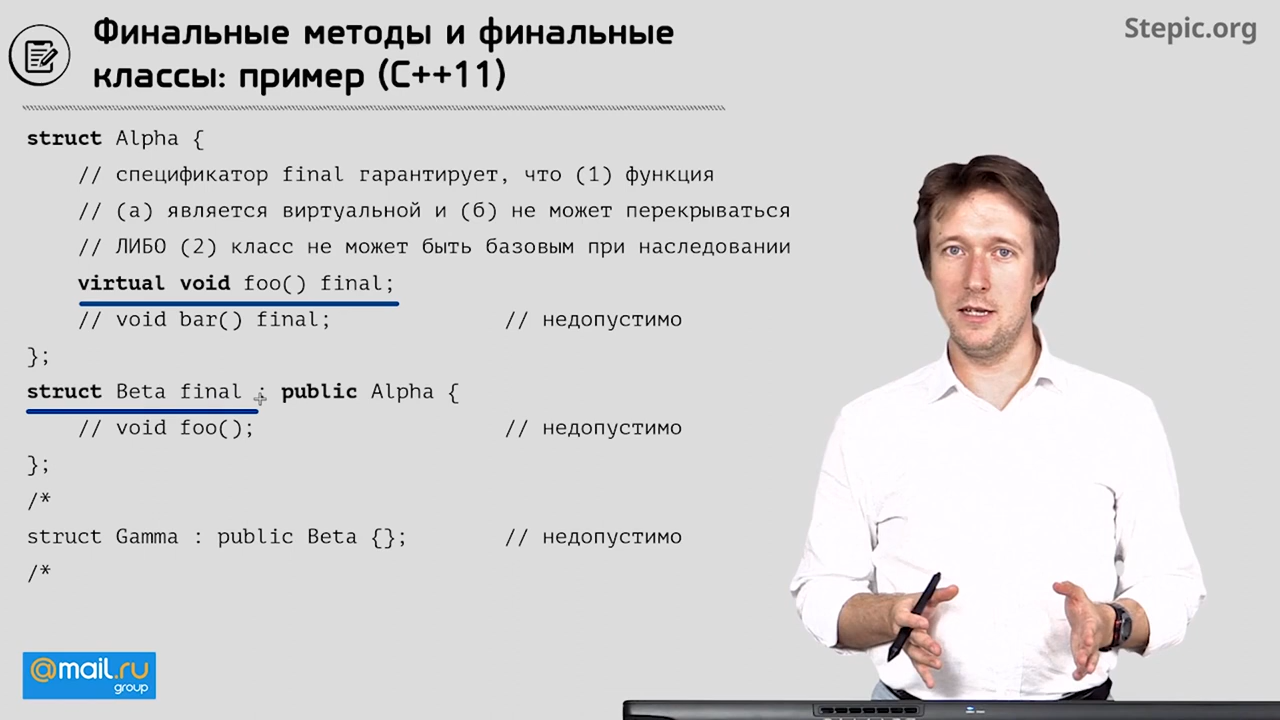 Финальные методы и финальные
классы: пример (C++11)
Stepic.org
struct Alpha {
// спецификатор final гарантирует, что (1) функция
// (а) является виртуальной и (б) не может перекрываться
// ЛИБО (2) класс не может быть базовым при наследовании
virtual void foo() final;
// void bar() final; // недопустимо
};
struct Beta final : public Alpha {
// void foo(); // недопустимо
};
/*
struct Gamma : public Beta {}; // недопустимо
/*
@mail.ru
group